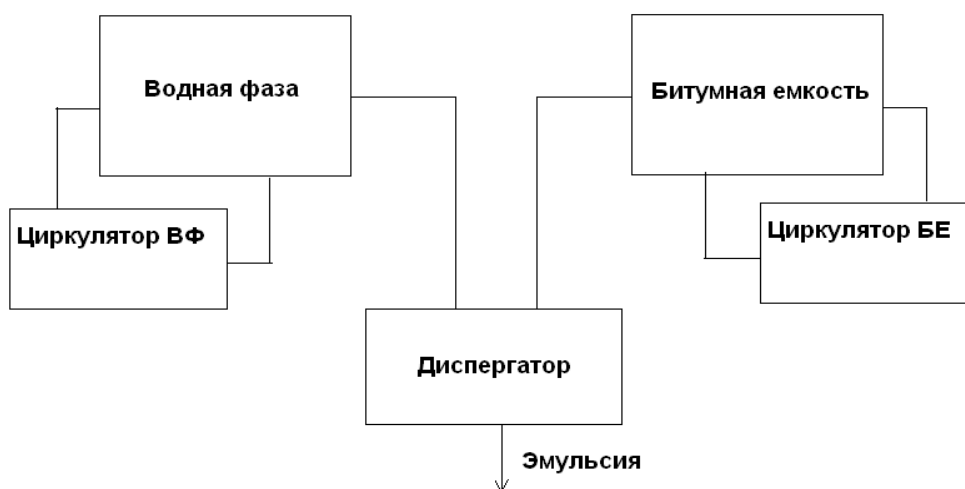 Водная фаза
Битумная емкость
Циркулятор ВФ
Циркулятор БЕ
Диспергатор
Эмульсия